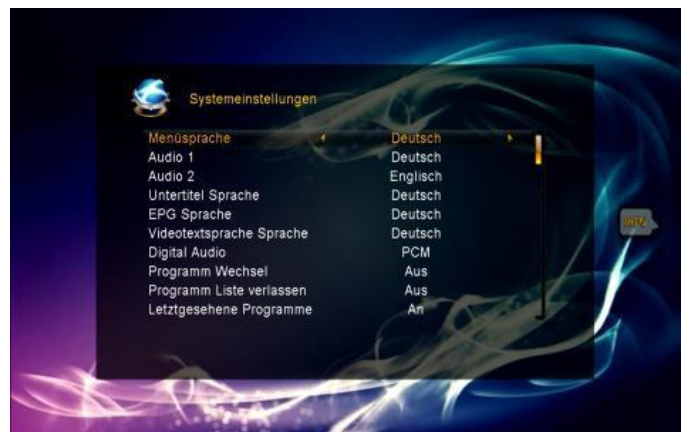 Systemeinstellungen
Menüsprache Deutsch
Audio 1 Deutsch
Audio 2 Englisch
Untertitel Sprache Deutsch
EPG Sprache Deutsch
Videotextsprache Sprache Deutsch
Digital Audio PCM
Programm Wechsel Aus
Programm Liste verlassen Aus
Letztgesehene Programme An